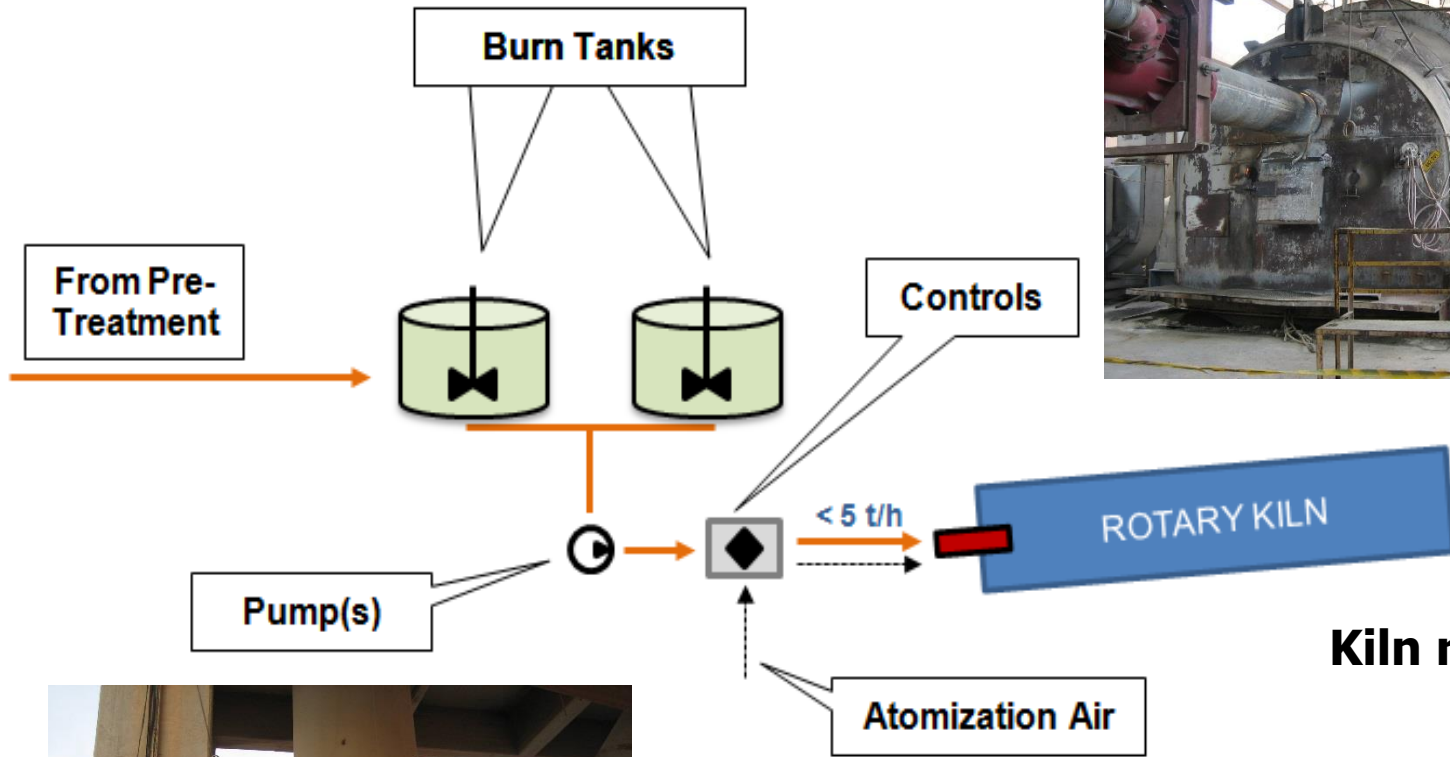 Burn Tanks
From Pre-
Treatment
Controls
< 5 t/h
ROTARY KILN
Pump(s)
Kiln
Atomization Air